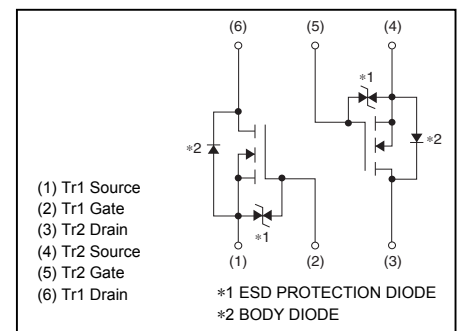 (6) (5) (4)
∗1
∗2 ∗2
∗1
(1) (2) (3)
(1) Tr1 Source
(2) Tr1 Gate
(3) Tr2 Drain
(4) Tr2 Source
(5) Tr2 Gate
(6) Tr1 Drain
∗1 ESD PROTECTION DIODE
∗2 BODY DIODE